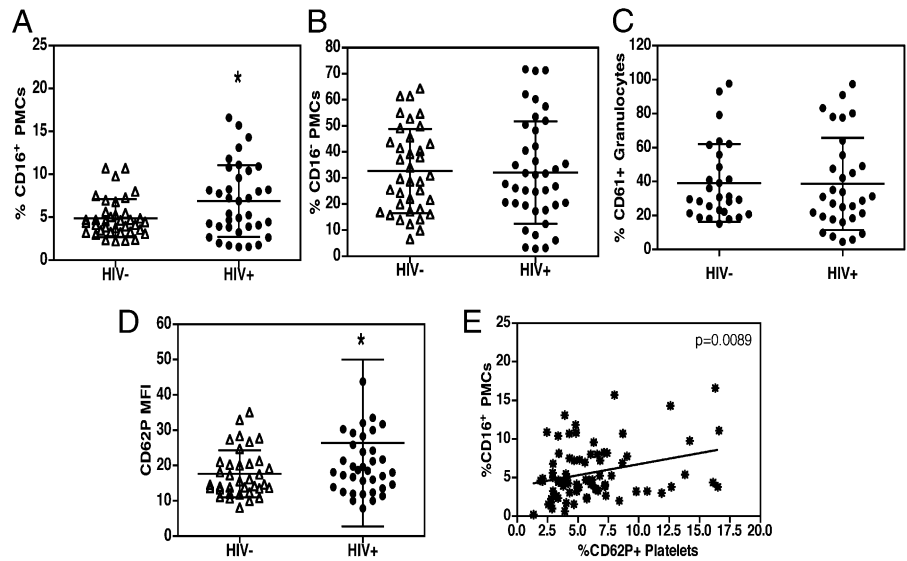 A
% CD16+ PMCs
25
20
15
10
5
0
*
HIV- HIV+
B
% CD16- PMCs
80
70
60
50
40
30
20
10
0
HIV- HIV+
C
% CD61+ Granulocytes
120
100
80
60
40
20
0
HIV- HIV+
D
CD62P MFI
60
50
40
30
20
10
0
*
HIV- HIV+
E
%CD16+ PMCs
25
20
15
10
5
0
p=0.0089
0.0 2.5 5.0 7.5 10.0 12.5 15.0 17.5 20.0
%CD62P+ Platelets